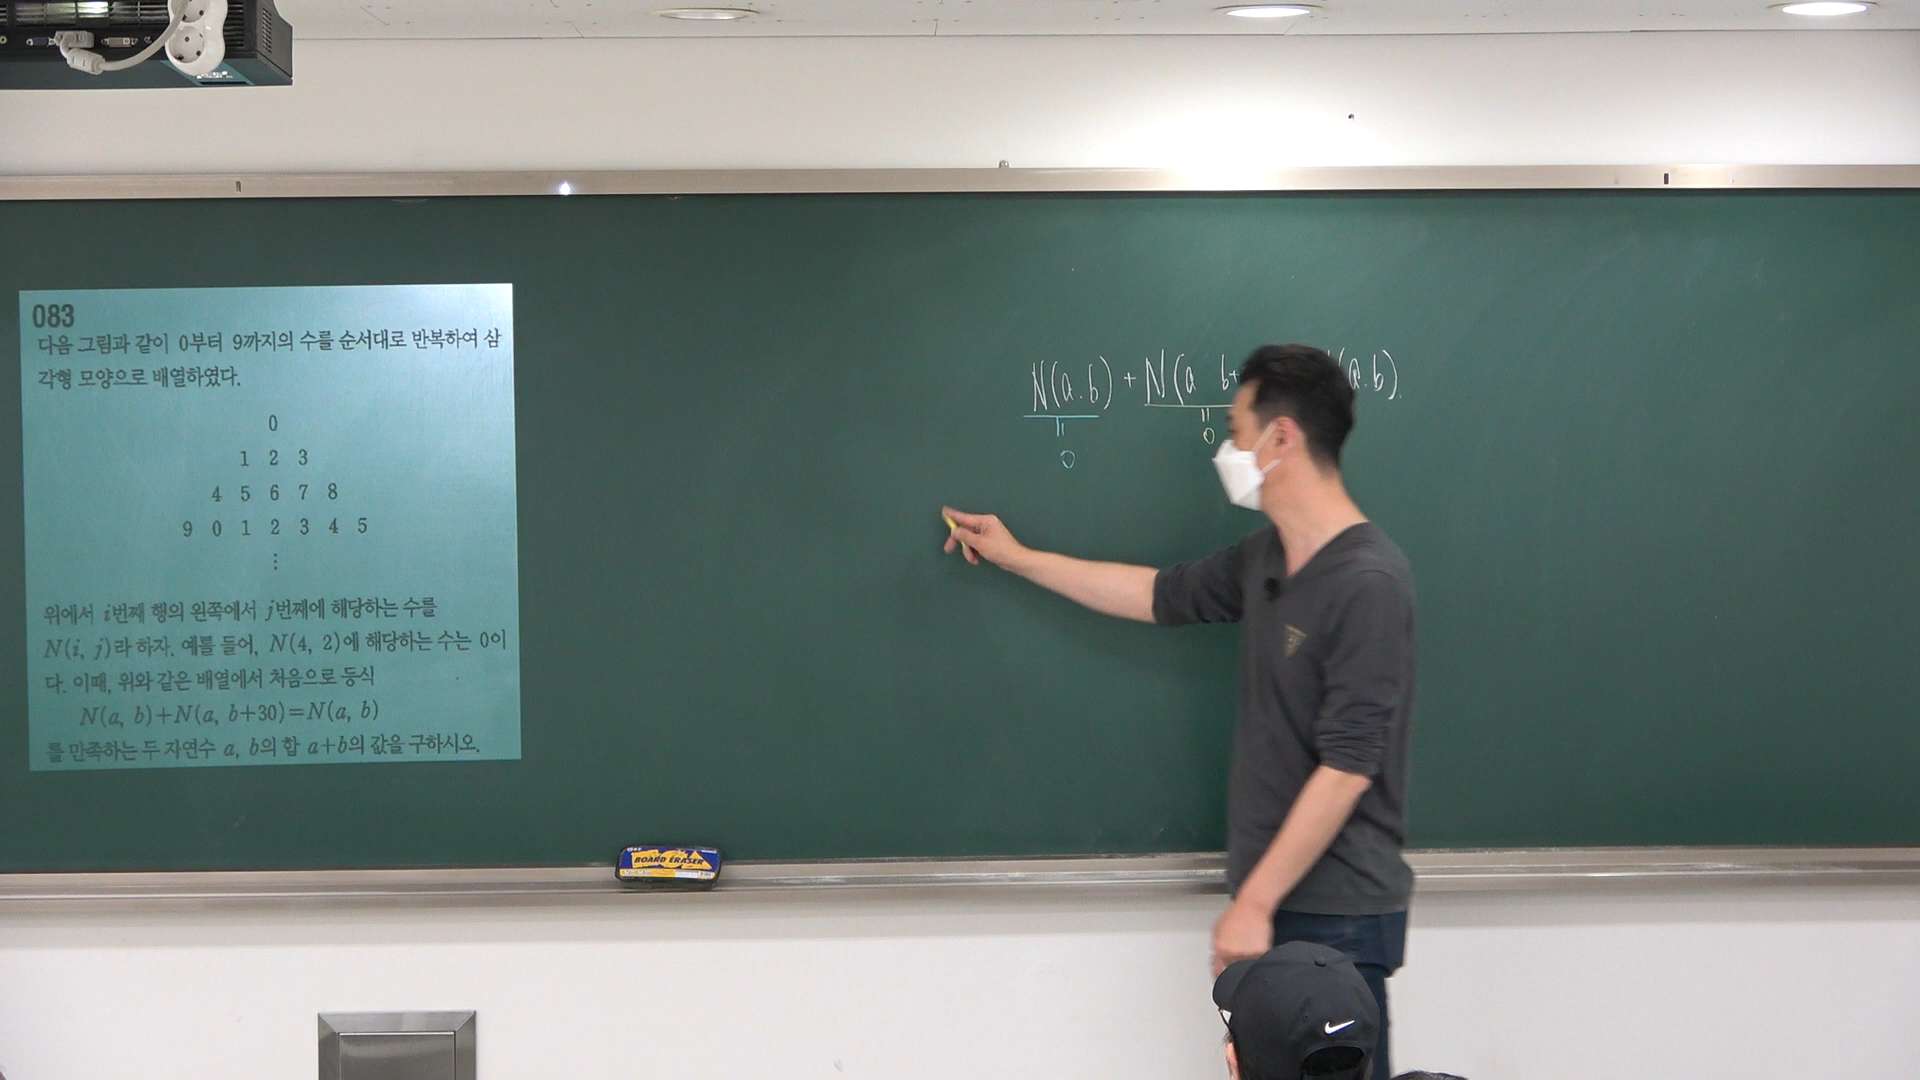 083
다음 그림과 같이 0부터 9까지의 수를 순서대로 반복하여 삼
각형 모양으로 배열하였다.
0
1 2 3
4 5 6 7 8
9 0 1 2 3 4 5
⋮
위에서 i번째 행의 왼쪽에서 j번째에 해당하는 수를
N(i, j)라 하자. 예를 들어, N(4, 2)에 해당하는 수는 0이
다. 이때, 위와 같은 배열에서 처음으로 등식
N(a, b)+N(a, b+30)=N(a, b)
를 만족하는 두 자연수 a, b의 합 a+b의 값을 구하시오.
N(a.b) + N(a b+ (a.b).
0
0
BOARD ERASER